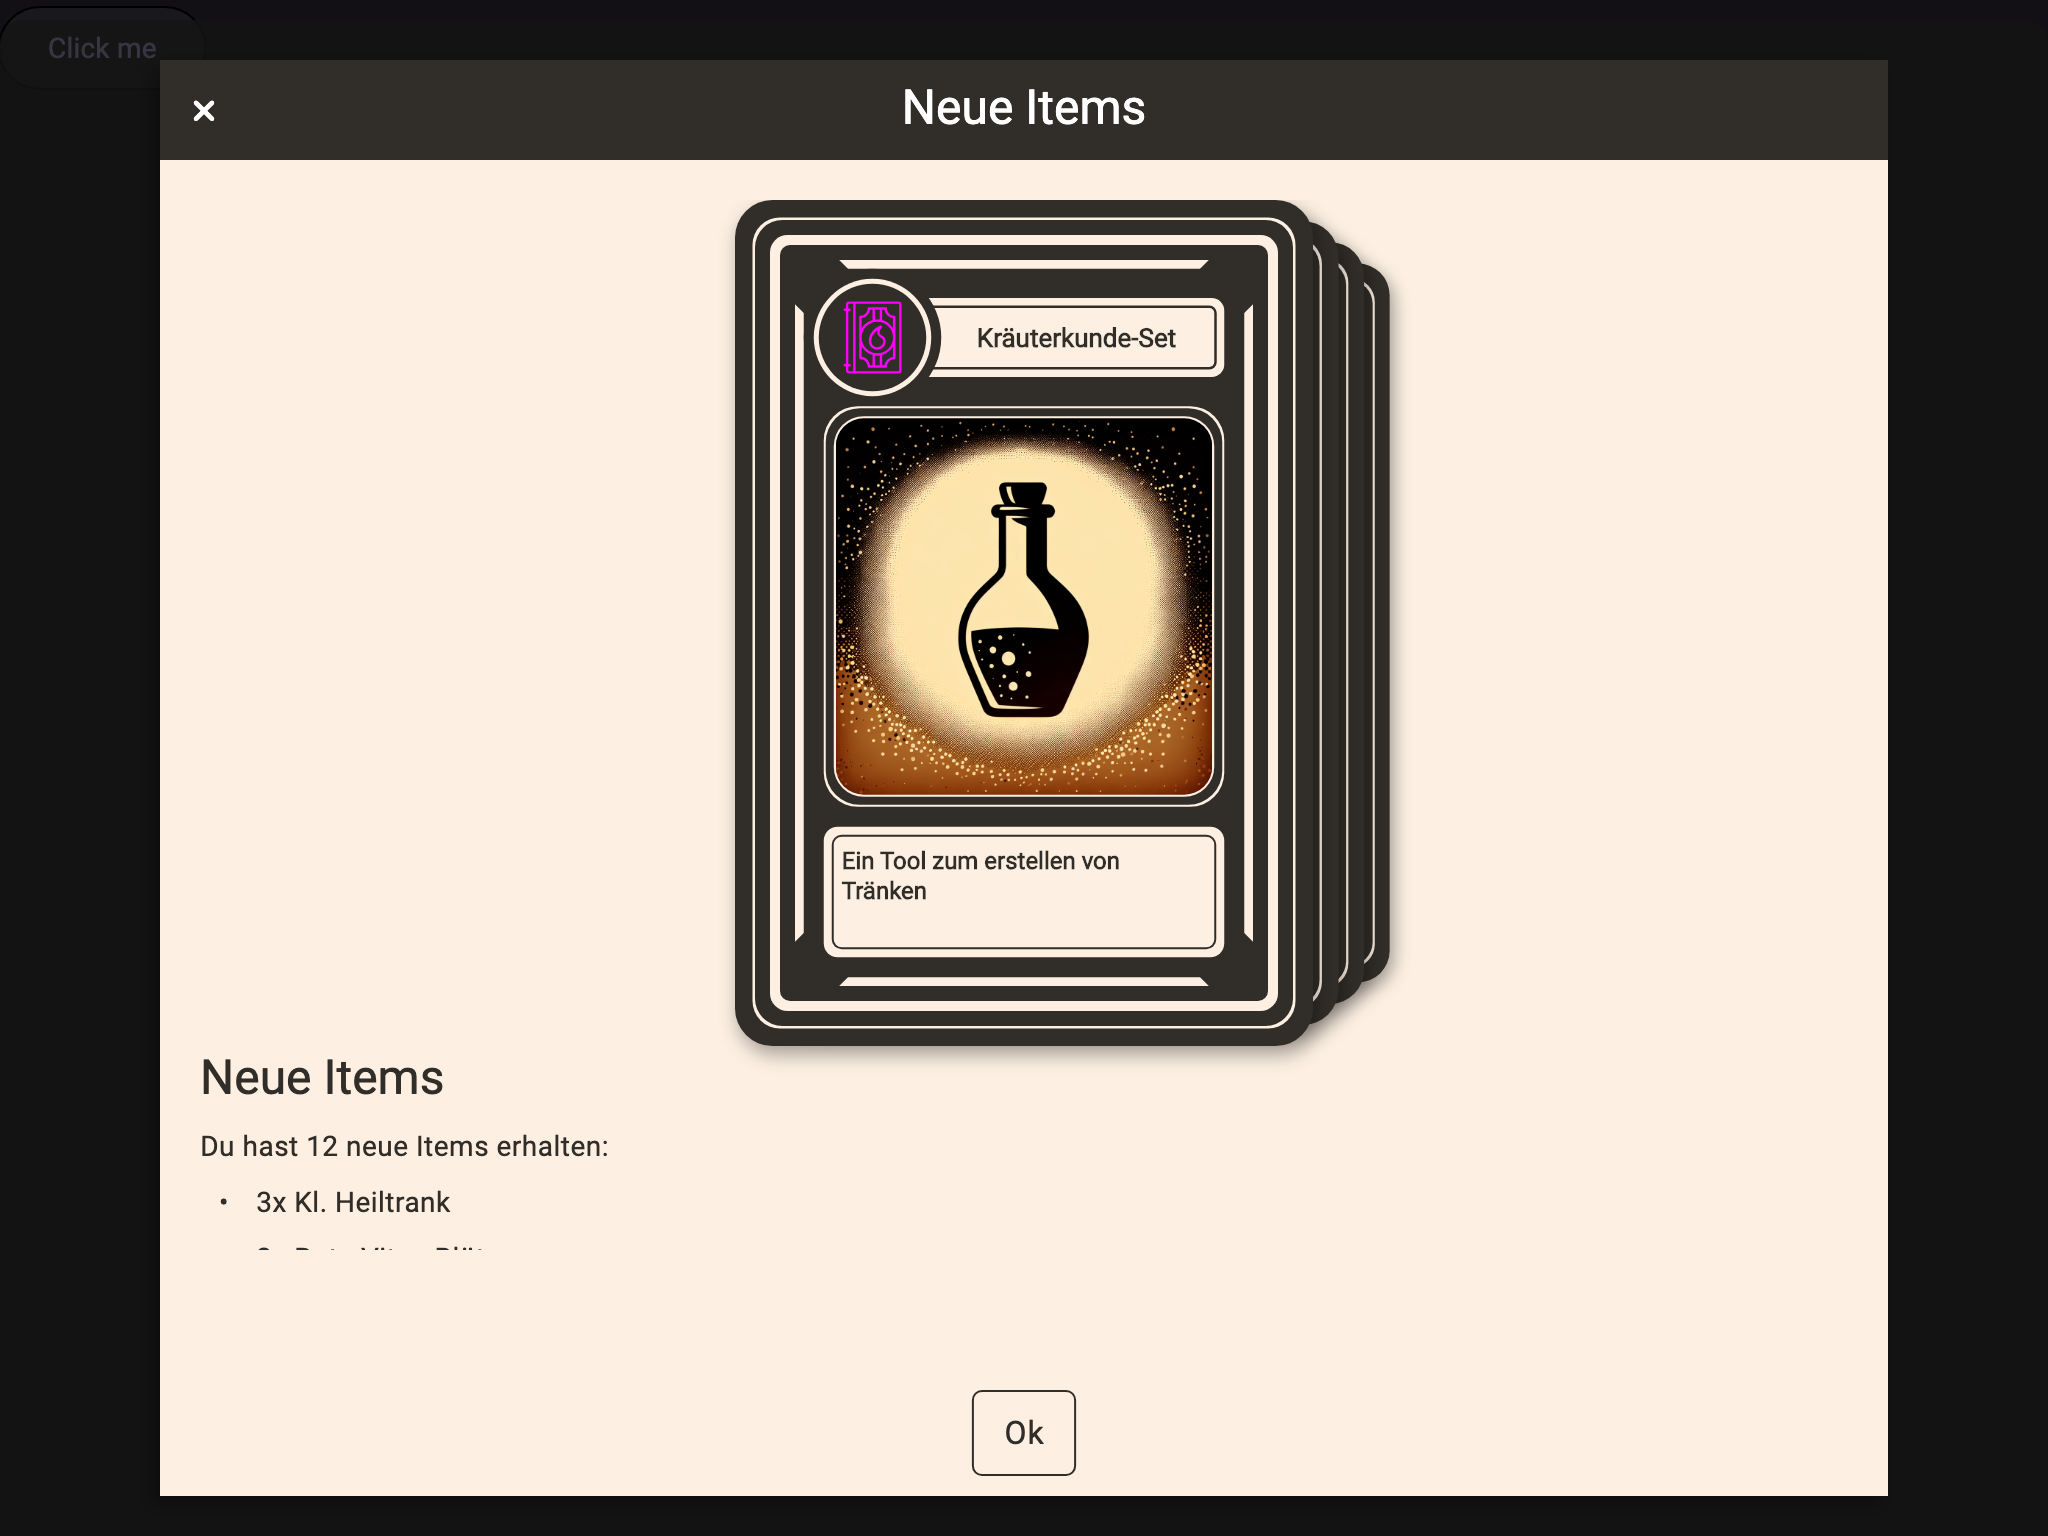 Click me
Neue Items
Kräuterkunde-Set
Ein Tool zum erstellen von
Tränken
Neue Items
Du hast 12 neue Items erhalten:
• 3x Kl. Heiltrank
Ok